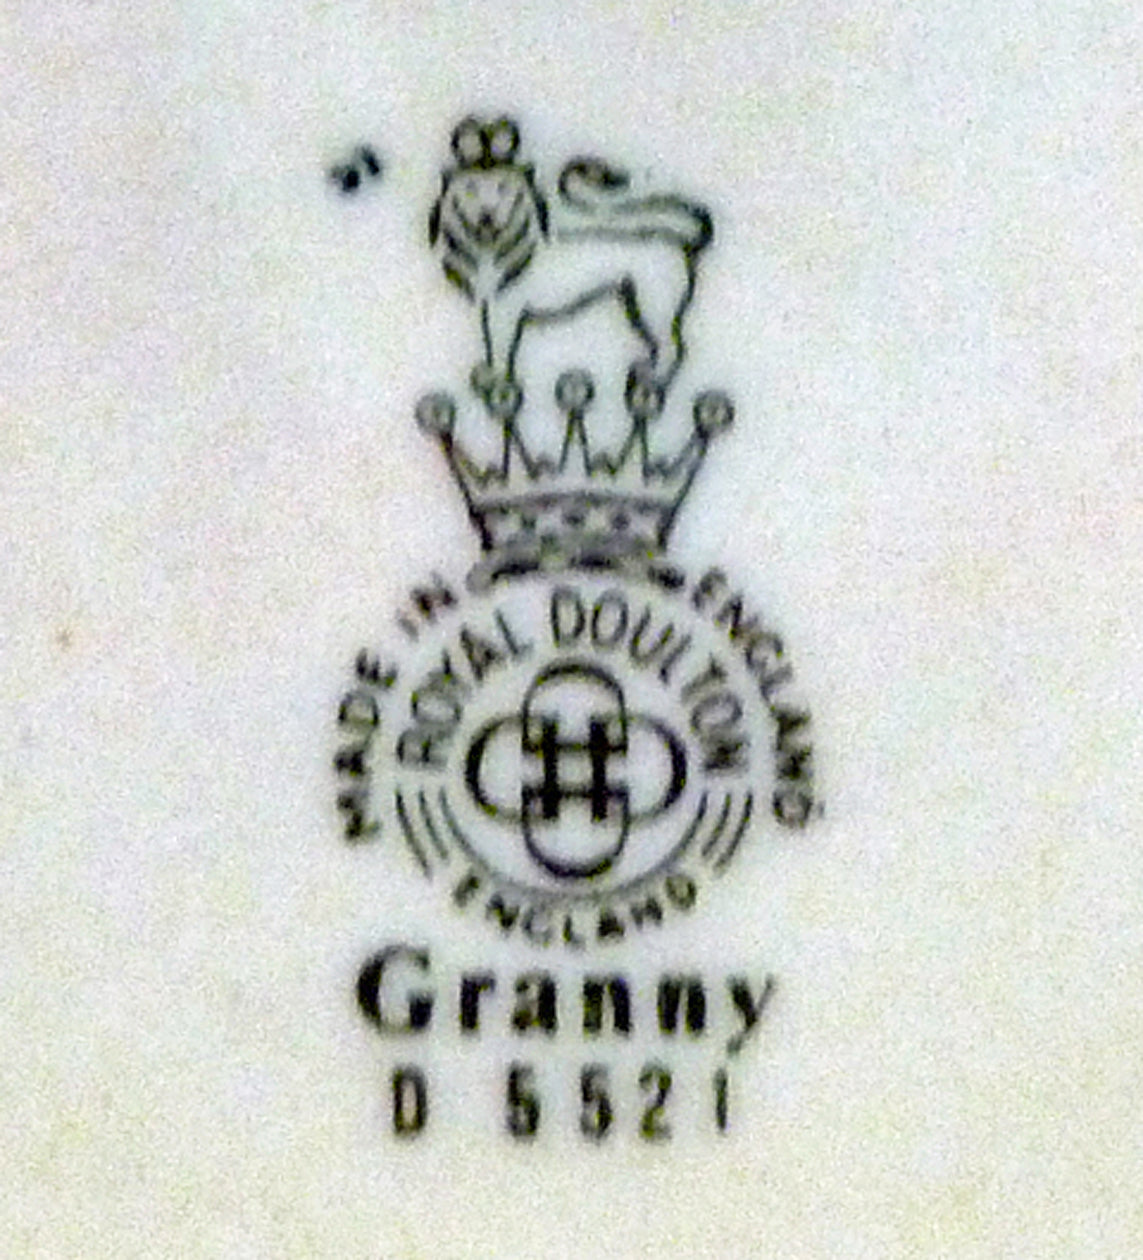 MADE IN ENGLAND
ROYAL DOULTON
ENGLAND
Granny
D 5521